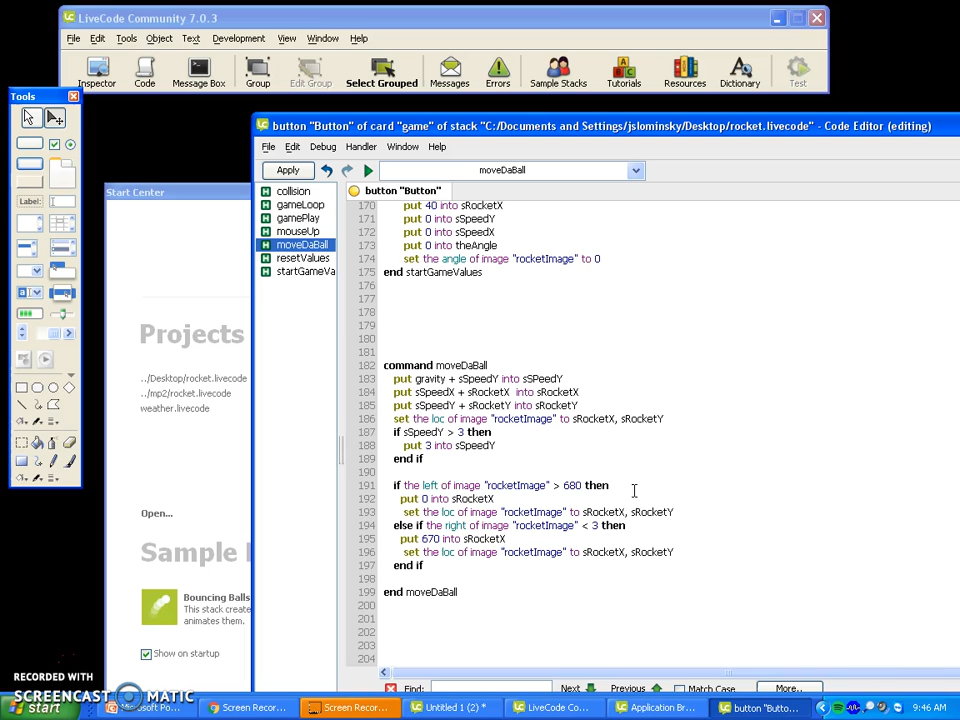 LiveCode Community 7.0.3
File Edit Tools Object Text Development View Window Help
Inspector Code Message Box Group Edit Group Select Grouped Messages Errors Sample Stacks Tutorials Resources Dictionary Test
Tools
button "Button" of card "game" of stack "C:/Documents and Settings/jslominsky/Desktop/rocket.livecode" - Code Editor (editing)
File Edit Debug Handler Window Help
Apply moveDaBall
Label:
Start Center
Projects
../Desktop/rocket.livecode
../mp2/rocket.livecode
weather.livecode
Open...
Sample
Bouncing Balls
This stack create
animates them.
Show on startup
collision
gameLoop
gamePlay
mouseUp
moveDaBall
resetValues
startGameVa
button "Button"
170 put 40 into sRocketX
171 put 0 into sSpeedY
172 put 0 into sSpeedX
173 put 0 into theAngle
174 set the angle of image "rocketImage" to 0
175 end startGameValues
176
177
178
179
180
181
182 command moveDaBall
183 put gravity + sSpeedY into sSPeedY
184 put sSpeedX + sRocketX into sRocketX
185 put sSpeedY + sRocketY into sRocketY
186 set the loc of image "rocketImage" to sRocketX, sRocketY
187 if sSpeedY > 3 then
188 put 3 into sSpeedY
189 end if
190
191 if the left of image "rocketImage" > 680 then
192 put 0 into sRocketX
193 set the loc of image "rocketImage" to sRocketX, sRocketY
194 else if the right of image "rocketImage" < 3 then
195 put 670 into sRocketX
196 set the loc of image "rocketImage" to sRocketX, sRocketY
197 end if
198
199 end moveDaBall
200
201
202
203
204
Find: Next Previous Match Case More...
RECORDED WITH
SCREENCAST MATIC
start Microsoft Po... Screen Recor... Screen Recor... Untitled 1 (2) * LiveCode Co... Application Br... button "Butto... 9:46 AM